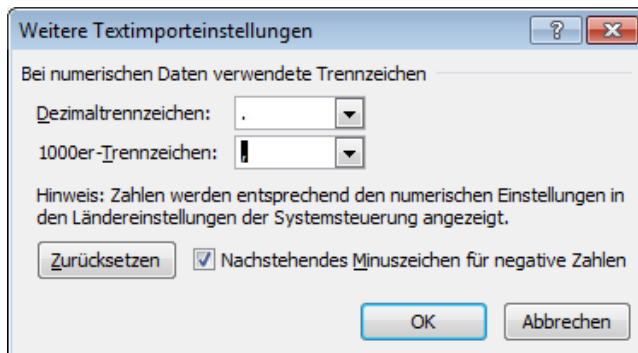 Weitere Textimporteinstellungen
Bei numerischen Daten verwendete Trennzeichen
Dezimaltrennzeichen: .
1000er-Trennzeichen: ,
Hinweis: Zahlen werden entsprechend den numerischen Einstellungen in
den Ländereinstellungen der Systemsteuerung angezeigt.
Zurücksetzen Nachstehendes Minuszeichen für negative Zahlen
OK Abbrechen